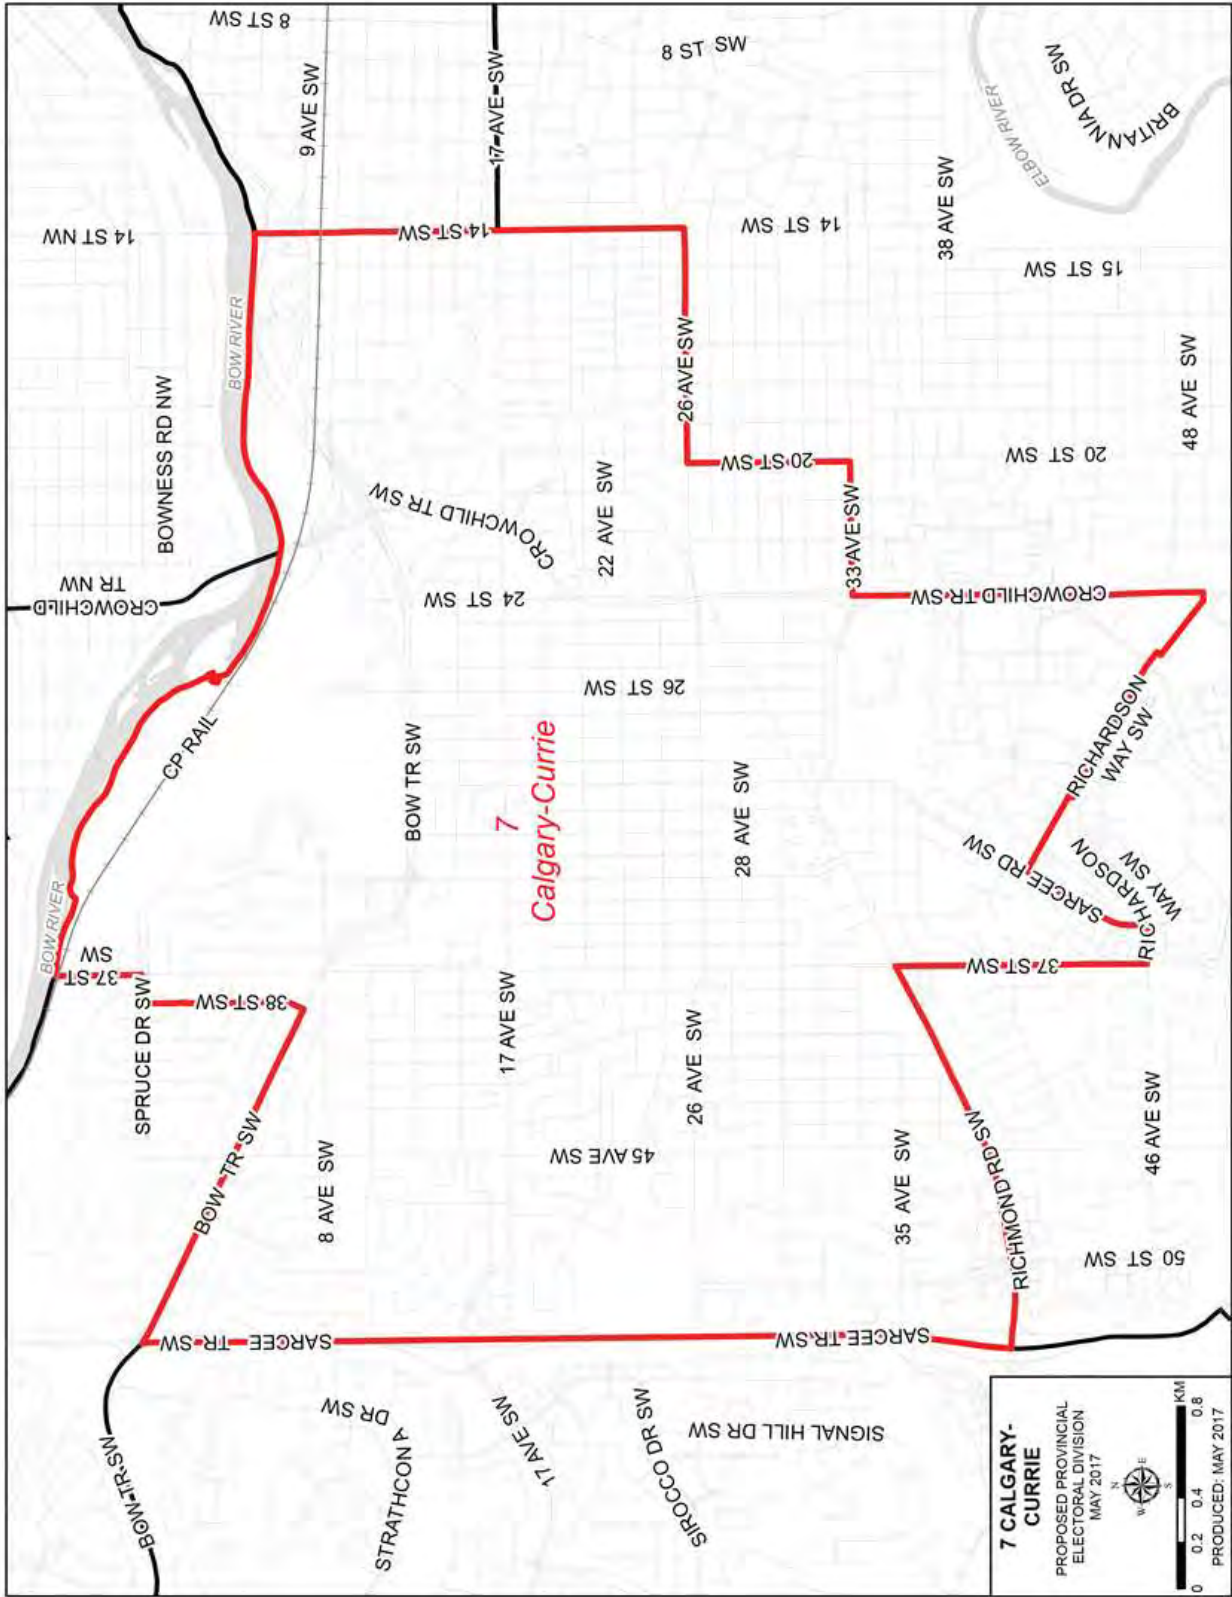 8 ST SW
9 AVE SW
17 AVE SW
8 ST SW
BRITANNIA DR SW
ELBOW RIVER
14 ST NW
14 ST SW
14 ST SW
38 AVE SW
15 ST SW
BOW RIVER
BOWNESS RD NW
26 AVE SW
48 AVE SW
20 ST SW
20 ST SW
CROWCHILD TR SW
22 AVE SW
33 AVE SW
CROWCHILD
TR NW
24 ST SW
CROWCHILD TR SW
26 ST SW
CP RAIL
BOW TR SW
7
Calgary-Currie
28 AVE SW
RICHARDSON
WAY SW
SARCEE RD SW
RICHARDSON
WAY SW
BOW RIVER
37 ST
SW
37 ST SW
38 ST SW
SPRUCE DR SW
17 AVE SW
26 AVE SW
BOW TR SW
8 AVE SW
45 AVE SW
35 AVE SW
RICHMOND RD SW
46 AVE SW
50 ST SW
SARCEE TR SW
SARCEE TR SW
BOW TR SW
STRATHCONA
DR SW
17 AVE SW
SIROCCO DR SW
SIGNAL HILL DR SW
7 CALGARY-
CURRIE
PROPOSED PROVINCIAL
ELECTORAL DIVISION
MAY 2017
N
W E
S
0 0.2 0.4 0.8
KM
PRODUCED: MAY 2017